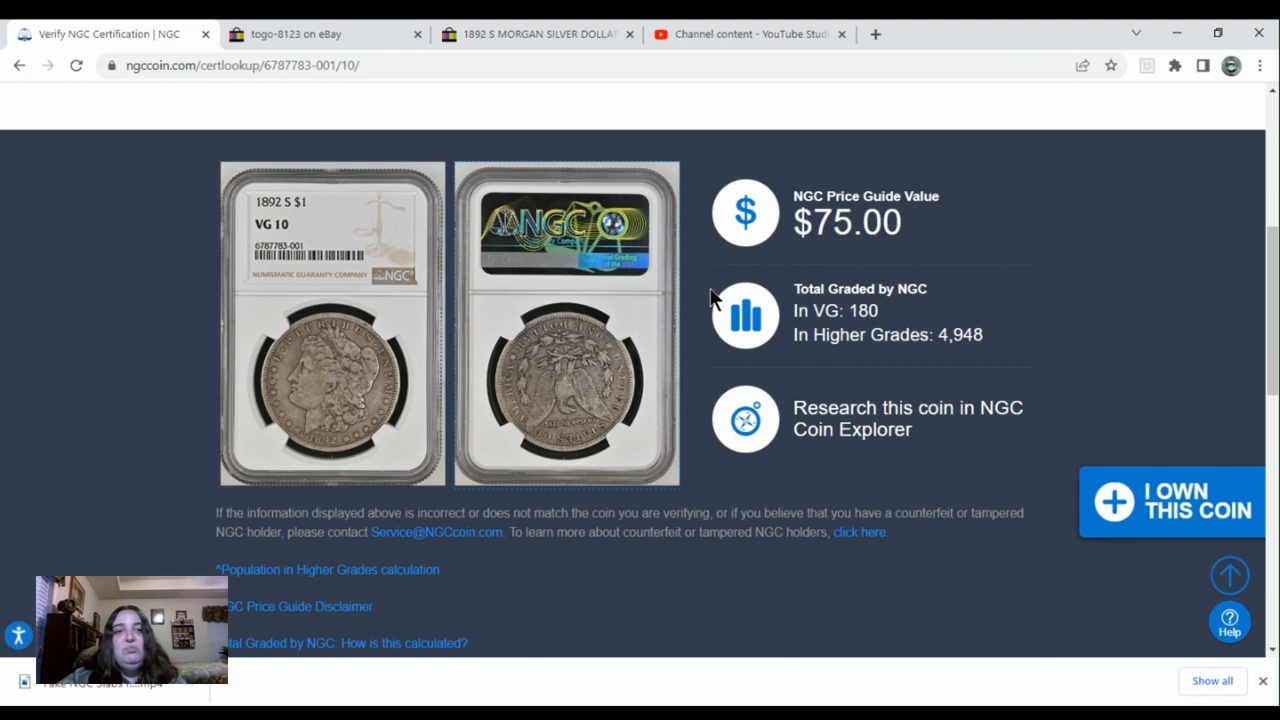 Verify NGC Certification | NGC
togo-8123 on eBay
1892 S MORGAN SILVER DOLLA
Channel content - YouTube Stud
ngccoin.com/certlookup/6787783-001/10/
1892 S $1
VG 10
6787783-001
NUMISMATIC GUARANTY COMPANY NGC
NGC
1892
NGC Price Guide Value
$75.00
Total Graded by NGC
In VG: 180
In Higher Grades: 4,948
Research this coin in NGC
Coin Explorer
I OWN
THIS COIN
If the information displayed above is incorrect or does not match the coin you are verifying, or if you believe that you have a counterfeit or tampered
NGC holder, please contact Service@NGCcoin.com. To learn more about counterfeit or tampered NGC holders, click here.
^Population in Higher Grades calculation
GC Price Guide Disclaimer
tal Graded by NGC: How is this calculated?
Help
Show all